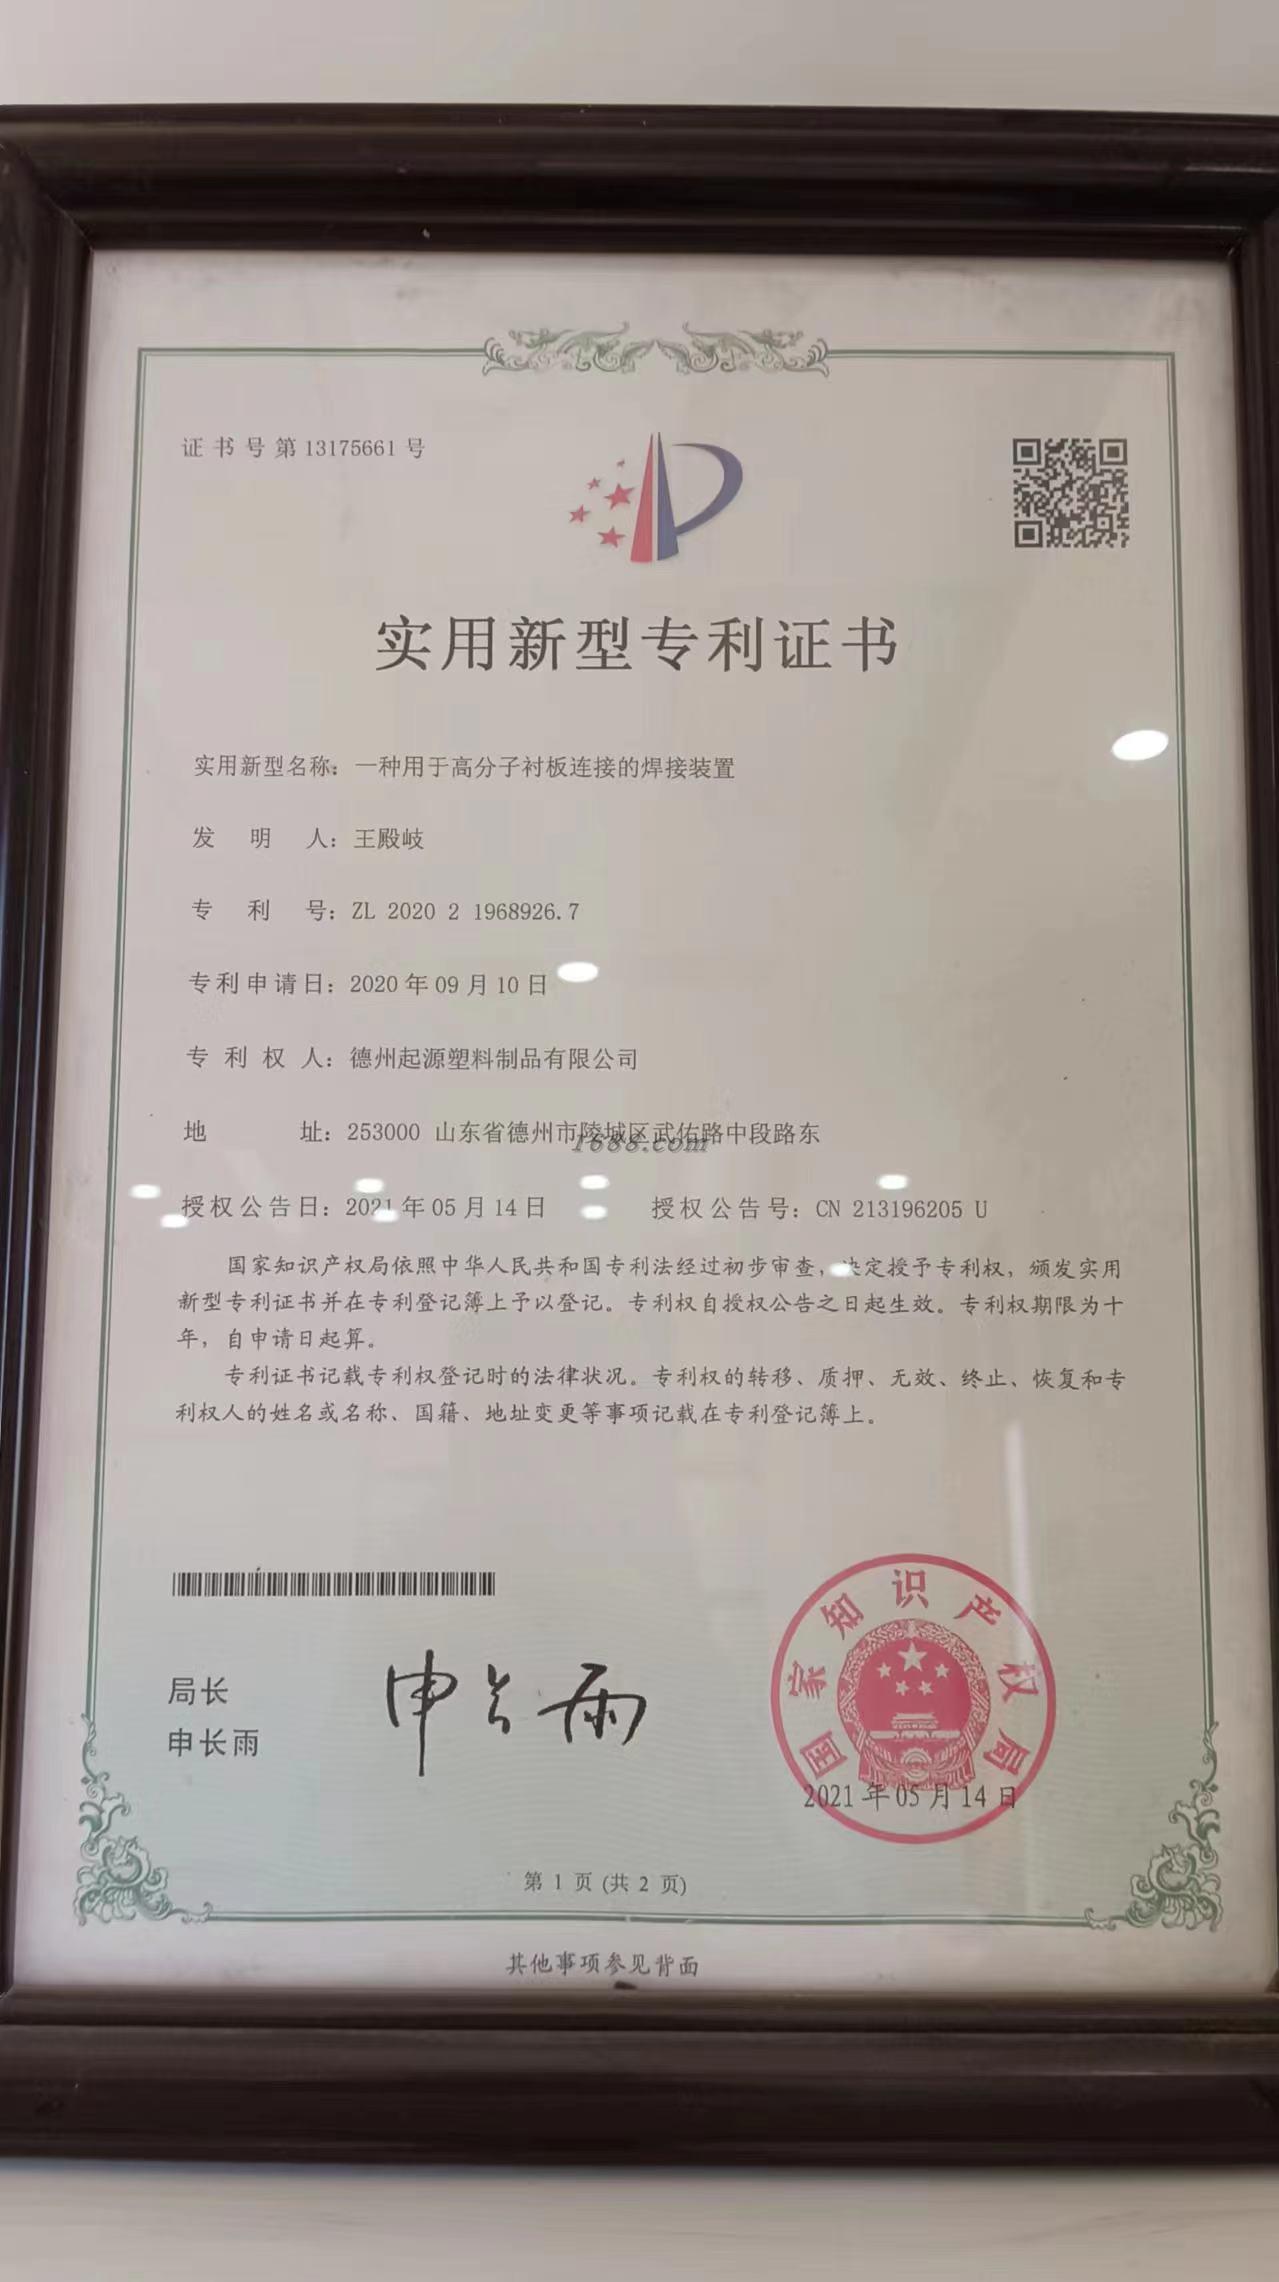 证书号第13175661号
实用新型专利证书
实用新型名称：一种用于高分子衬板连接的焊接装置
发明人：王殿岐
专利号：ZL 2020 2 1968926.7
专利申请日：2020年09月10日
专利权人：德州起源塑料制品有限公司
地址：253000 山东省德州市陵城区武佑路中段路东
1688.com
授权公告日：2021年05月14日 授权公告号：CN 213196205 U
国家知识产权局依照中华人民共和国专利法经过初步审查，决定授予专利权，颁发实用
新型专利证书并在专利登记簿上予以登记。专利权自授权公告之日起生效。专利权期限为十
年，自申请日起算。
专利证书记载专利权登记时的法律状况。专利权的转移、质押、无效、终止、恢复和专
利权人的姓名或名称、国籍、地址变更等事项记载在专利登记簿上。
局长
申长雨
申长雨
国家知识产权局
2021年05月14日
第 1 页 (共 2 页)
其他事项参见背面